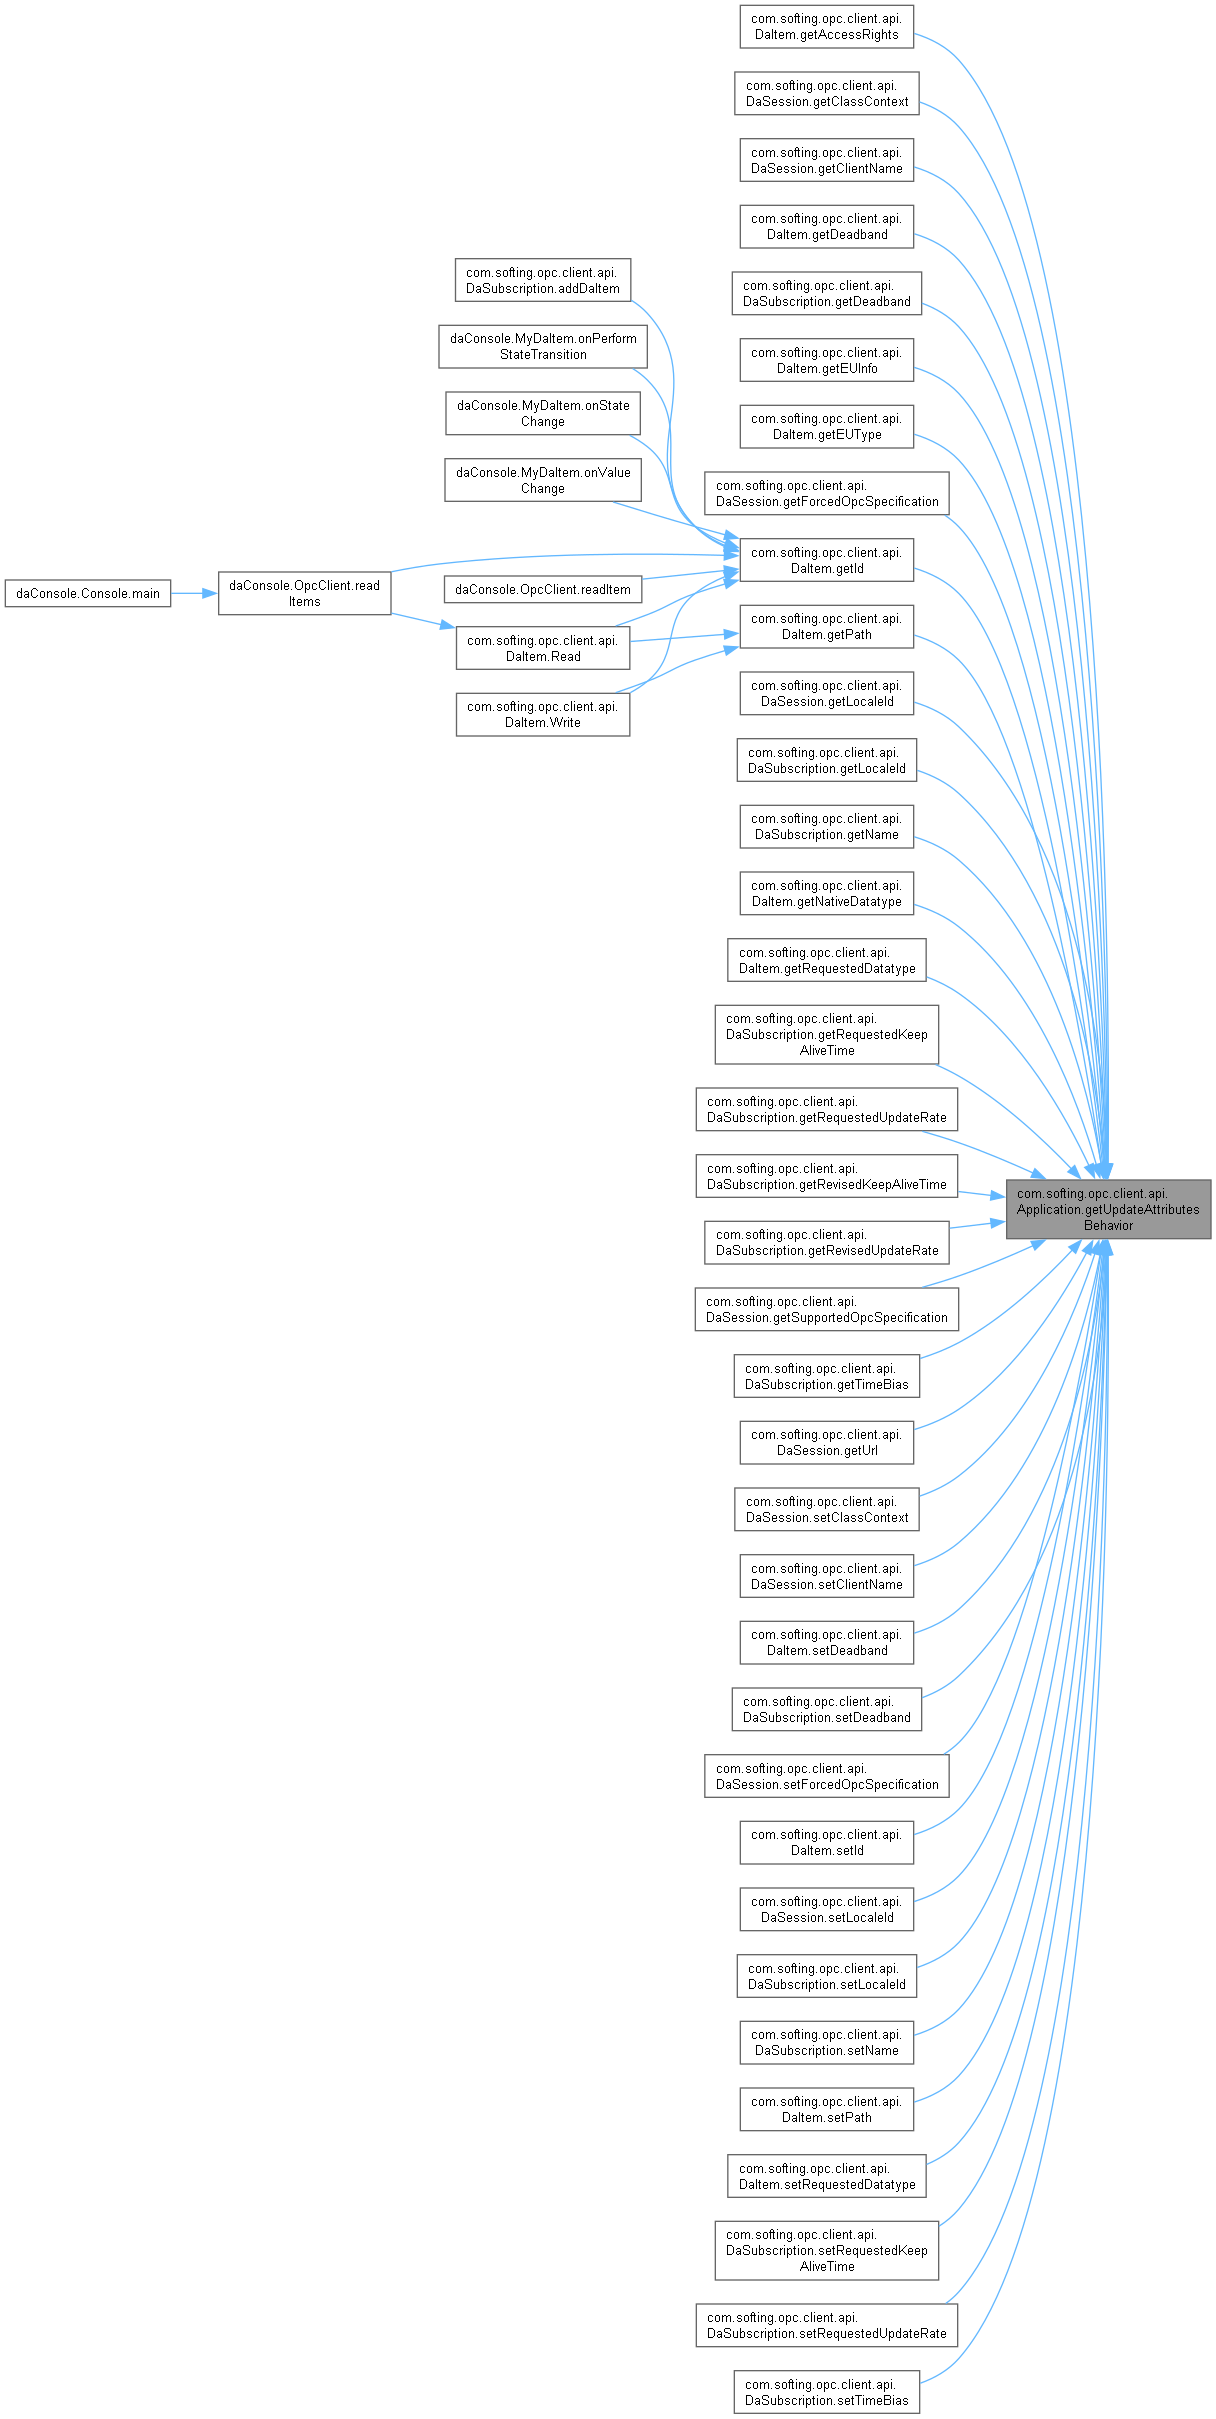 com.softing.opc.client.api.
DaItem.getAccessRights
com.softing.opc.client.api.
DaSession.getClassContext
com.softing.opc.client.api.
DaSession.getClientName
com.softing.opc.client.api.
DaItem.getDeadband
com.softing.opc.client.api.
DaSubscription.addDaItem
com.softing.opc.client.api.
DaSubscription.getDeadband
daConsole.MyDaItem.onPerform
StateTransition
com.softing.opc.client.api.
DaItem.getEUInfo
daConsole.MyDaItem.onState
Change
com.softing.opc.client.api.
DaItem.getEUType
daConsole.MyDaItem.onValue
Change
com.softing.opc.client.api.
DaSession.getForcedOpcSpecification
com.softing.opc.client.api.
DaItem.getId
daConsole.Console.main
daConsole.OpcClient.read
Items
daConsole.OpcClient.readItem
com.softing.opc.client.api.
DaItem.Read
com.softing.opc.client.api.
DaItem.getPath
com.softing.opc.client.api.
DaItem.Write
com.softing.opc.client.api.
DaSession.getLocaleId
com.softing.opc.client.api.
DaSubscription.getLocaleId
com.softing.opc.client.api.
DaSubscription.getName
com.softing.opc.client.api.
DaItem.getNativeDatatype
com.softing.opc.client.api.
DaItem.getRequestedDatatype
com.softing.opc.client.api.
DaSubscription.getRequestedKeep
AliveTime
com.softing.opc.client.api.
DaSubscription.getRequestedUpdateRate
com.softing.opc.client.api.
DaSubscription.getRevisedKeepAliveTime
com.softing.opc.client.api.
Application.getUpdateAttributes
Behavior
com.softing.opc.client.api.
DaSubscription.getRevisedUpdateRate
com.softing.opc.client.api.
DaSession.getSupportedOpcSpecification
com.softing.opc.client.api.
DaSubscription.getTimeBias
com.softing.opc.client.api.
DaSession.getUrl
com.softing.opc.client.api.
DaSession.setClassContext
com.softing.opc.client.api.
DaSession.setClientName
com.softing.opc.client.api.
DaItem.setDeadband
com.softing.opc.client.api.
DaSubscription.setDeadband
com.softing.opc.client.api.
DaSession.setForcedOpcSpecification
com.softing.opc.client.api.
DaItem.setId
com.softing.opc.client.api.
DaSession.setLocaleId
com.softing.opc.client.api.
DaSubscription.setLocaleId
com.softing.opc.client.api.
DaSubscription.setName
com.softing.opc.client.api.
DaItem.setPath
com.softing.opc.client.api.
DaItem.setRequestedDatatype
com.softing.opc.client.api.
DaSubscription.setRequestedKeep
AliveTime
com.softing.opc.client.api.
DaSubscription.setRequestedUpdateRate
com.softing.opc.client.api.
DaSubscription.setTimeBias